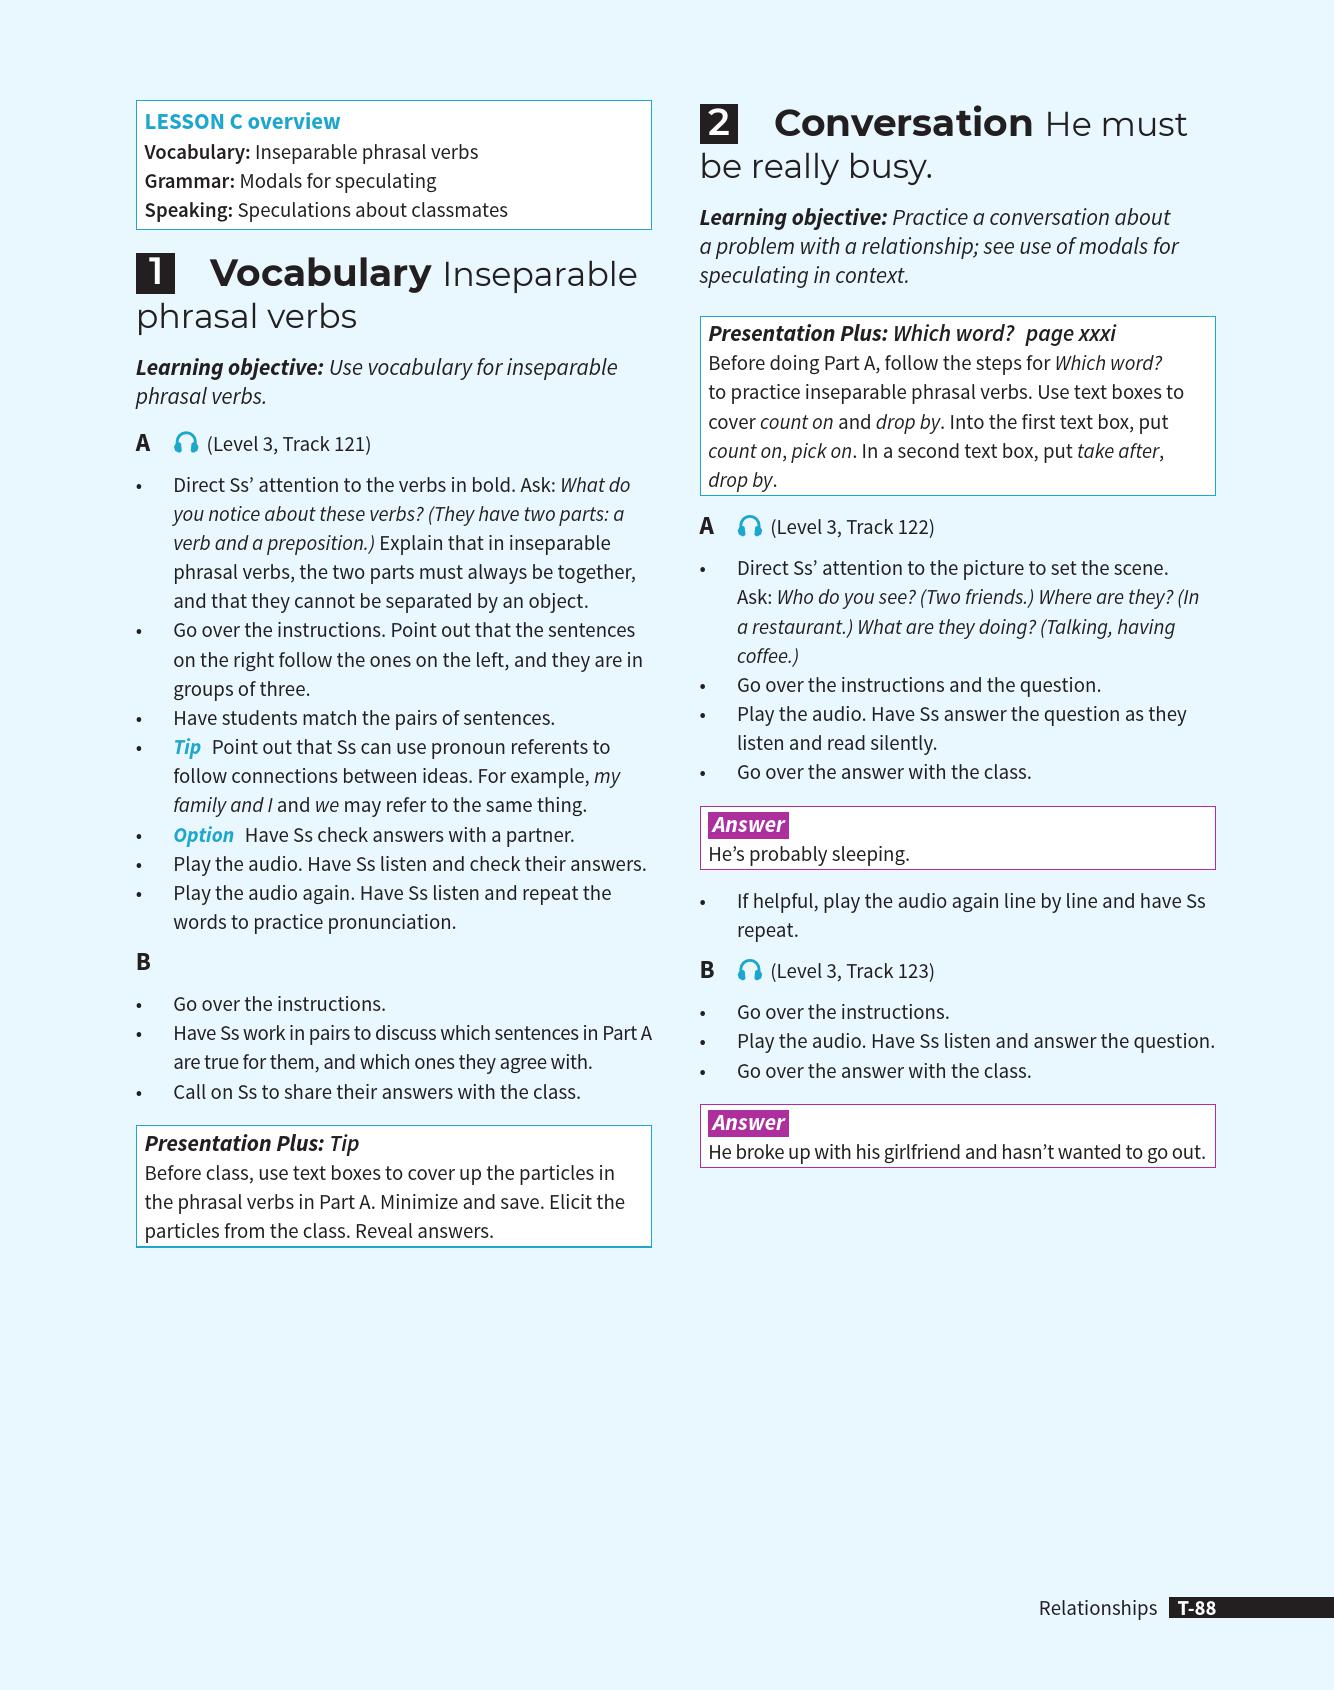 LESSON C overview
Vocabulary: Inseparable phrasal verbs
Grammar: Modals for speculating
Speaking: Speculations about classmates
1 Vocabulary Inseparable
phrasal verbs
Learning objective: Use vocabulary for inseparable
phrasal verbs.
A (Level 3, Track 121)
• Direct Ss’ attention to the verbs in bold. Ask: What do
you notice about these verbs? (They have two parts: a
verb and a preposition.) Explain that in inseparable
phrasal verbs, the two parts must always be together,
and that they cannot be separated by an object.
• Go over the instructions. Point out that the sentences
on the right follow the ones on the left, and they are in
groups of three.
• Have students match the pairs of sentences.
• Tip Point out that Ss can use pronoun referents to
follow connections between ideas. For example, my
family and I and we may refer to the same thing.
• Option Have Ss check answers with a partner.
• Play the audio. Have Ss listen and check their answers.
• Play the audio again. Have Ss listen and repeat the
words to practice pronunciation.
B
• Go over the instructions.
• Have Ss work in pairs to discuss which sentences in Part A
are true for them, and which ones they agree with.
• Call on Ss to share their answers with the class.
Presentation Plus: Tip
Before class, use text boxes to cover up the particles in
the phrasal verbs in Part A. Minimize and save. Elicit the
particles from the class. Reveal answers.
2 Conversation He must
be really busy.
Learning objective: Practice a conversation about
a problem with a relationship; see use of modals for
speculating in context.
Presentation Plus: Which word? page xxxi
Before doing Part A, follow the steps for Which word?
to practice inseparable phrasal verbs. Use text boxes to
cover count on and drop by. Into the first text box, put
count on, pick on. In a second text box, put take after,
drop by.
A (Level 3, Track 122)
• Direct Ss’ attention to the picture to set the scene.
Ask: Who do you see? (Two friends.) Where are they? (In
a restaurant.) What are they doing? (Talking, having
coffee.)
• Go over the instructions and the question.
• Play the audio. Have Ss answer the question as they
listen and read silently.
• Go over the answer with the class.
Answer
He’s probably sleeping.
• If helpful, play the audio again line by line and have Ss
repeat.
B (Level 3, Track 123)
• Go over the instructions.
• Play the audio. Have Ss listen and answer the question.
• Go over the answer with the class.
Answer
He broke up with his girlfriend and hasn’t wanted to go out.
Relationships T-88